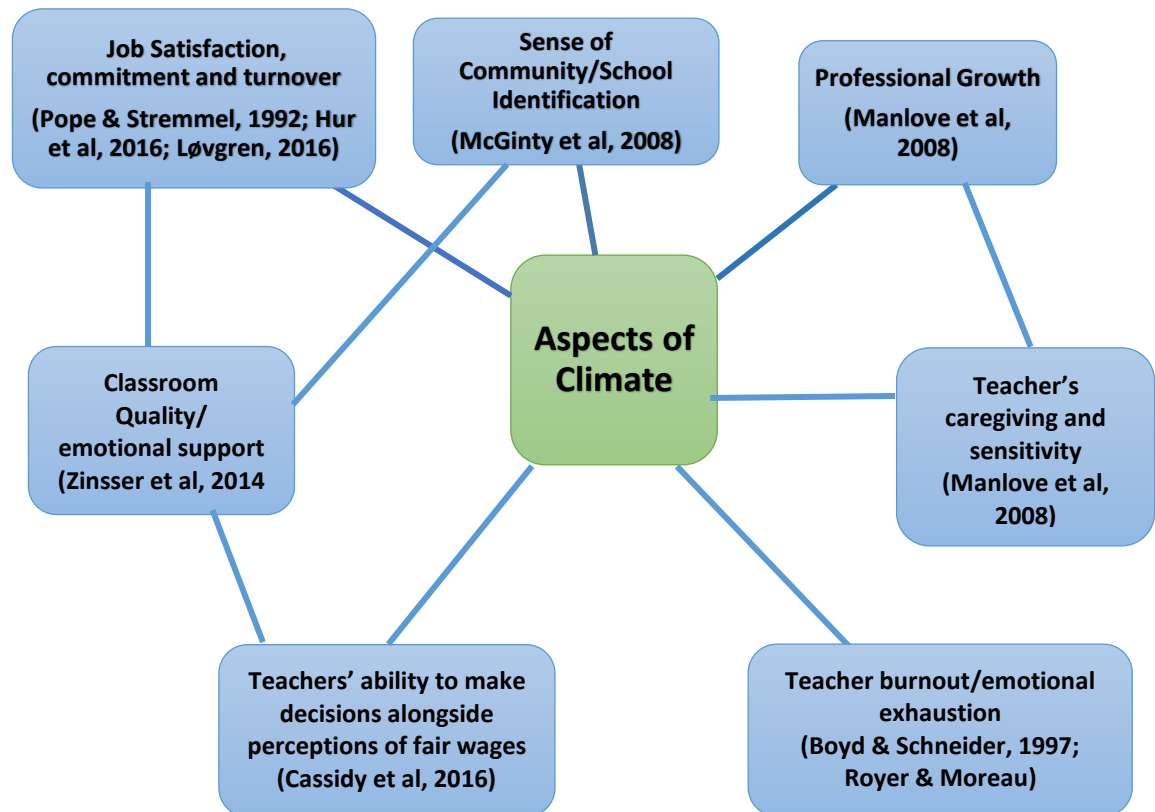 Job Satisfaction,
commitment and turnover
(Pope & Stremmel, 1992; Hur
et al, 2016; Løvgren, 2016)
Sense of
Community/School
Identification
(McGinty et al, 2008)
Professional Growth
(Manlove et al,
2008)
Aspects of
Climate
Classroom
Quality/
emotional support
(Zinsser et al, 2014
Teacher’s
caregiving and
sensitivity
(Manlove et al,
2008)
Teachers’ ability to make
decisions alongside
perceptions of fair wages
(Cassidy et al, 2016)
Teacher burnout/emotional
exhaustion
(Boyd & Schneider, 1997;
Royer & Moreau)